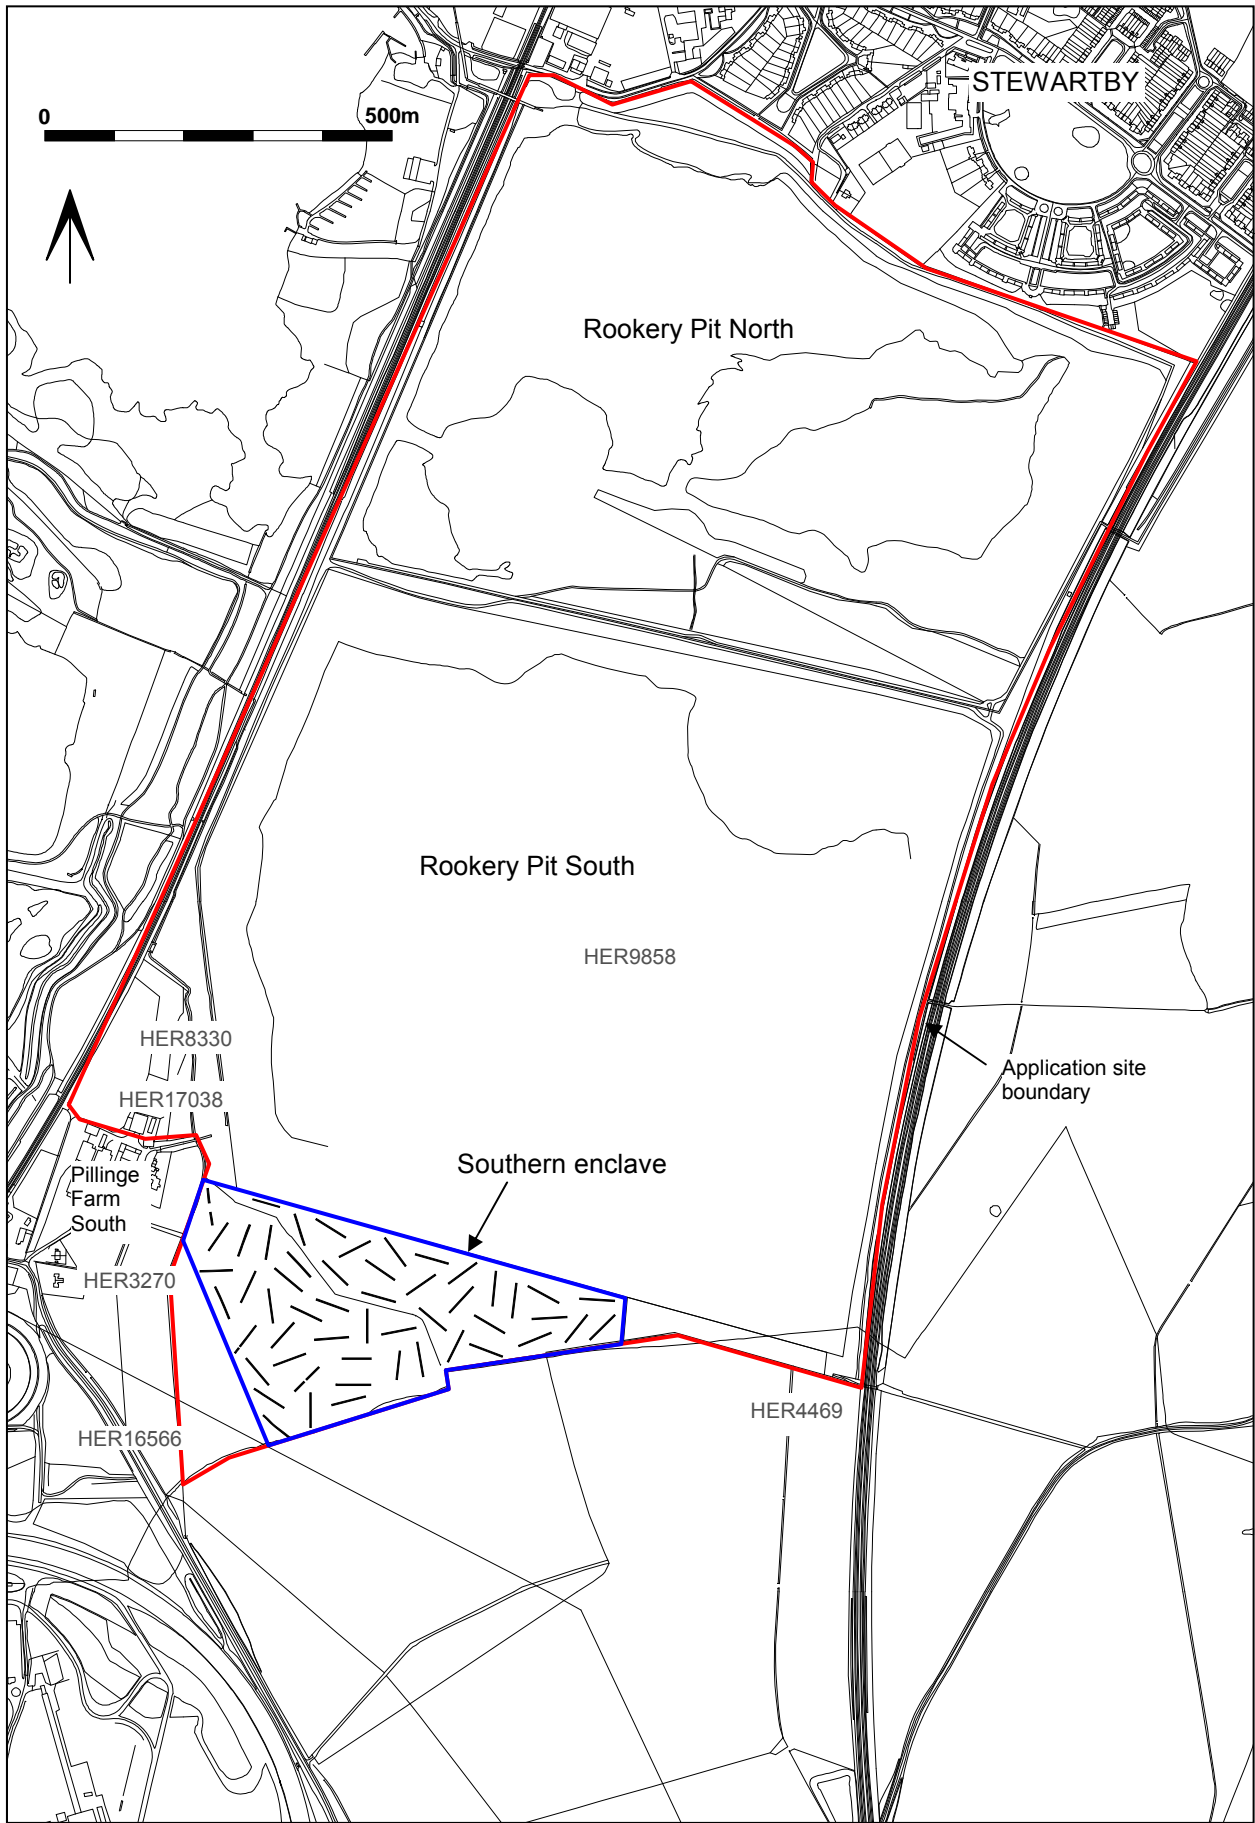 STEWARTBY
0 500m
Rookery Pit North
Rookery Pit South
HER9858
HER8330
Application site
boundary
HER17038
Southern enclave
Pillinge
Farm
South
HER3270
HER4469
HER16566